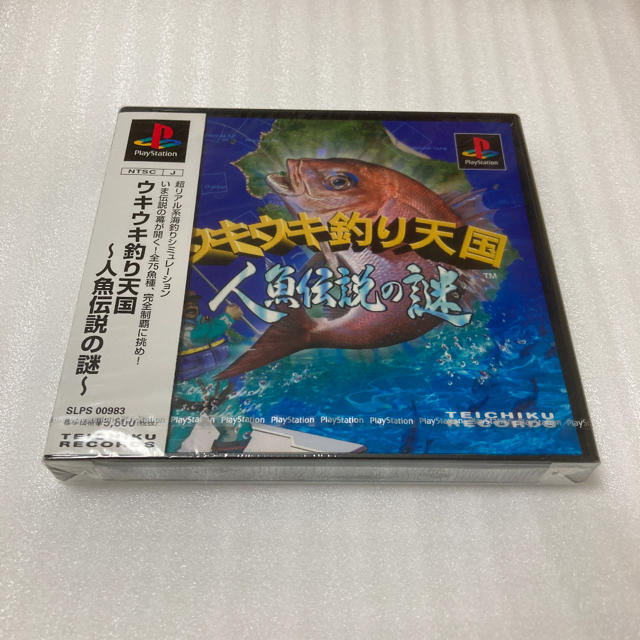 PlayStation
NTSC J
超リアル系海釣りシミュレーション
いま伝説の幕が開く!全75魚種、完全制覇に挑め!
ウキウキ釣り天国
〜人魚伝説の謎〜
SLPS 00983
5,800
TEICHIKU
RECORDS
PlayStation
ウキウキ釣り天国
人魚伝説の謎
TM
TEICHIKU
RECORDS
PlayStation PlayStation PlayStation PlayStation PlayStation